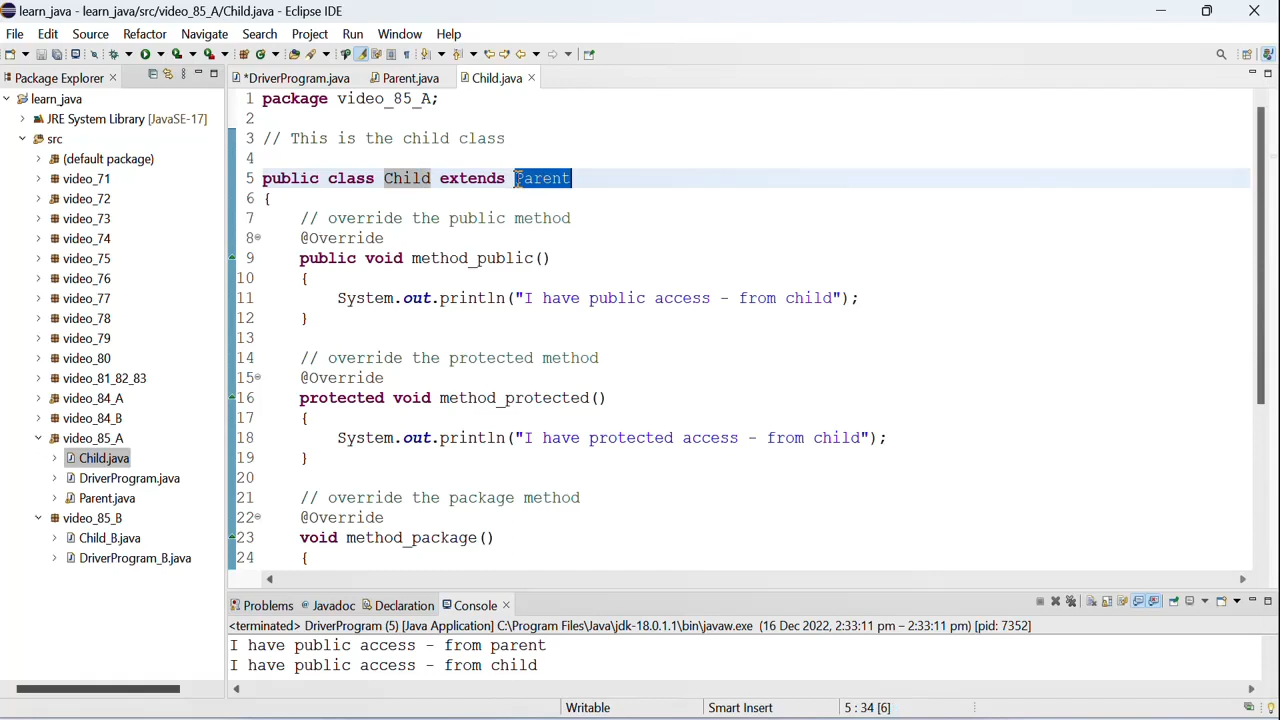 learn_java - learn_java/src/video_85_A/Child.java - Eclipse IDE
File Edit Source Refactor Navigate Search Project Run Window Help
Package Explorer
learn_java
JRE System Library [JavaSE-17]
src
(default package)
video_71
video_72
video_73
video_74
video_75
video_76
video_77
video_78
video_79
video_80
video_81_82_83
video_84_A
video_84_B
video_85_A
Child.java
DriverProgram.java
Parent.java
video_85_B
Child_B.java
DriverProgram_B.java
*DriverProgram.java Parent.java Child.java
1 package video_85_A;
2
3 // This is the child class
4
5 public class Child extends Parent
6 {
7 // override the public method
8 @Override
9 public void method_public()
10 {
11 System.out.println("I have public access - from child");
12 }
13
14 // override the protected method
15 @Override
16 protected void method_protected()
17 {
18 System.out.println("I have protected access - from child");
19 }
20
21 // override the package method
22 @Override
23 void method_package()
24 {
Problems Javadoc Declaration Console
<terminated> DriverProgram (5) [Java Application] C:\Program Files\Java\jdk-18.0.1.1\bin\javaw.exe (16 Dec 2022, 2:33:11 pm – 2:33:11 pm) [pid: 7352]
I have public access - from parent
I have public access - from child
Writable Smart Insert 5 : 34 [6]